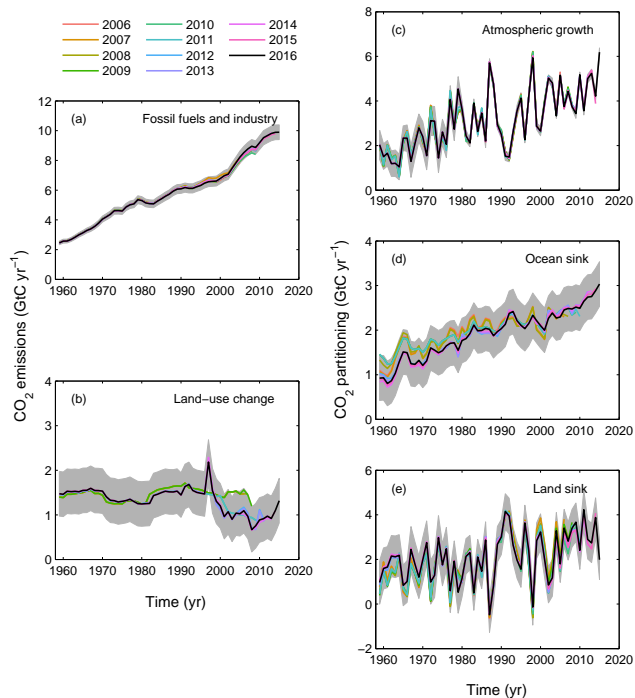 2006
2007
2008
2009
2010
2011
2012
2013
2014
2015
2016
(a) Fossil fuels and industry
12
10
8
6
4
2
0
1960 1970 1980 1990 2000 2010 2020
CO2 emissions (GtC yr−1)
(b) Land−use change
4
3
2
1
0
−1
1960 1970 1980 1990 2000 2010 2020
Time (yr)
(c) Atmospheric growth
8
6
4
2
0
1960 1970 1980 1990 2000 2010 2020
CO2 partitioning (GtC yr−1)
(d) Ocean sink
4
3
2
1
0
1960 1970 1980 1990 2000 2010 2020
(e) Land sink
6
4
2
0
−2
1960 1970 1980 1990 2000 2010 2020
Time (yr)